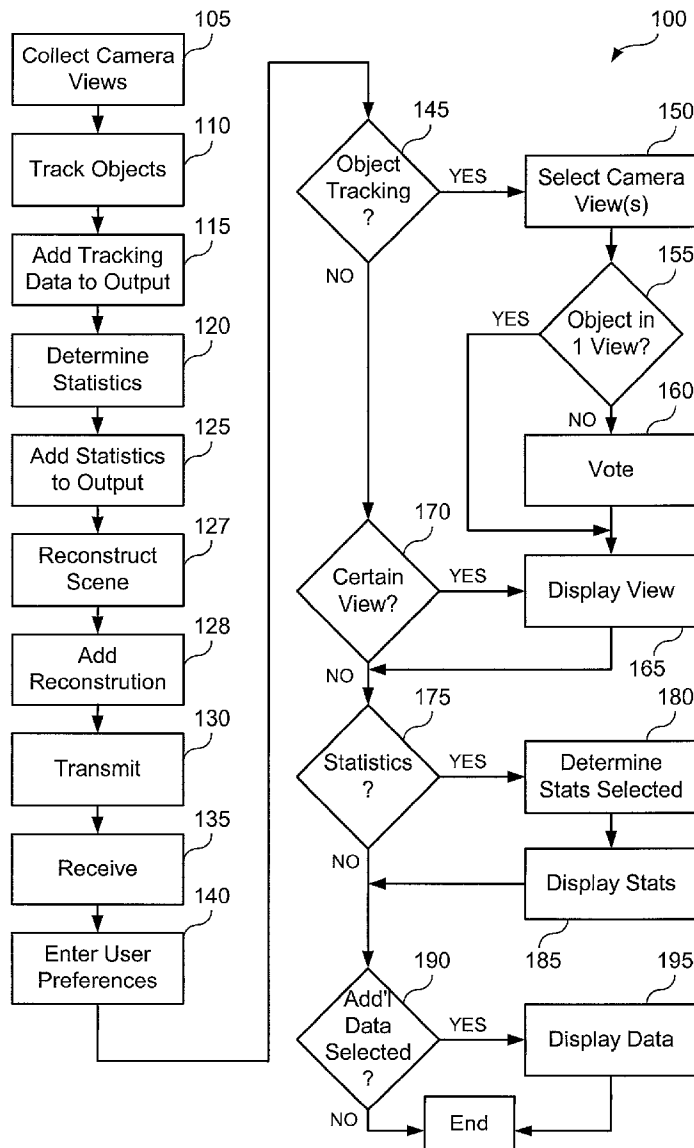 105
Collect Camera
Views
110
Track Objects
115
Add Tracking
Data to Output
120
Determine
Statistics
125
Add Statistics
to Output
127
Reconstruct
Scene
128
Add
Reconstrution
130
Transmit
135
Receive
140
Enter User
Preferences
100
145
Object
Tracking
?
YES
NO
150
Select Camera
View(s)
155
Object in
1 View?
YES
NO
160
Vote
170
Certain
View?
YES
NO
Display View
165
175
Statistics
?
YES
NO
180
Determine
Stats Selected
Display Stats
185
190
Add'l
Data
Selected
?
YES
NO
195
Display Data
End